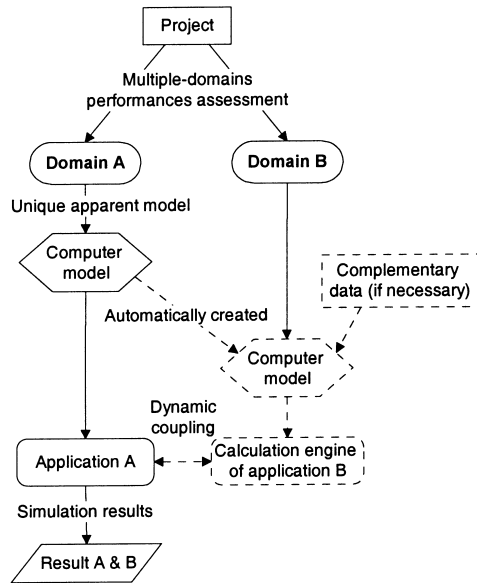 Project
Multiple-domains
performances assessment
Domain A
Domain B
Unique apparent model
Computer
model
Complementary
data (if necessary)
Automatically created
Computer
model
Dynamic
coupling
Application A
Calculation engine
of application B
Simulation results
Result A & B